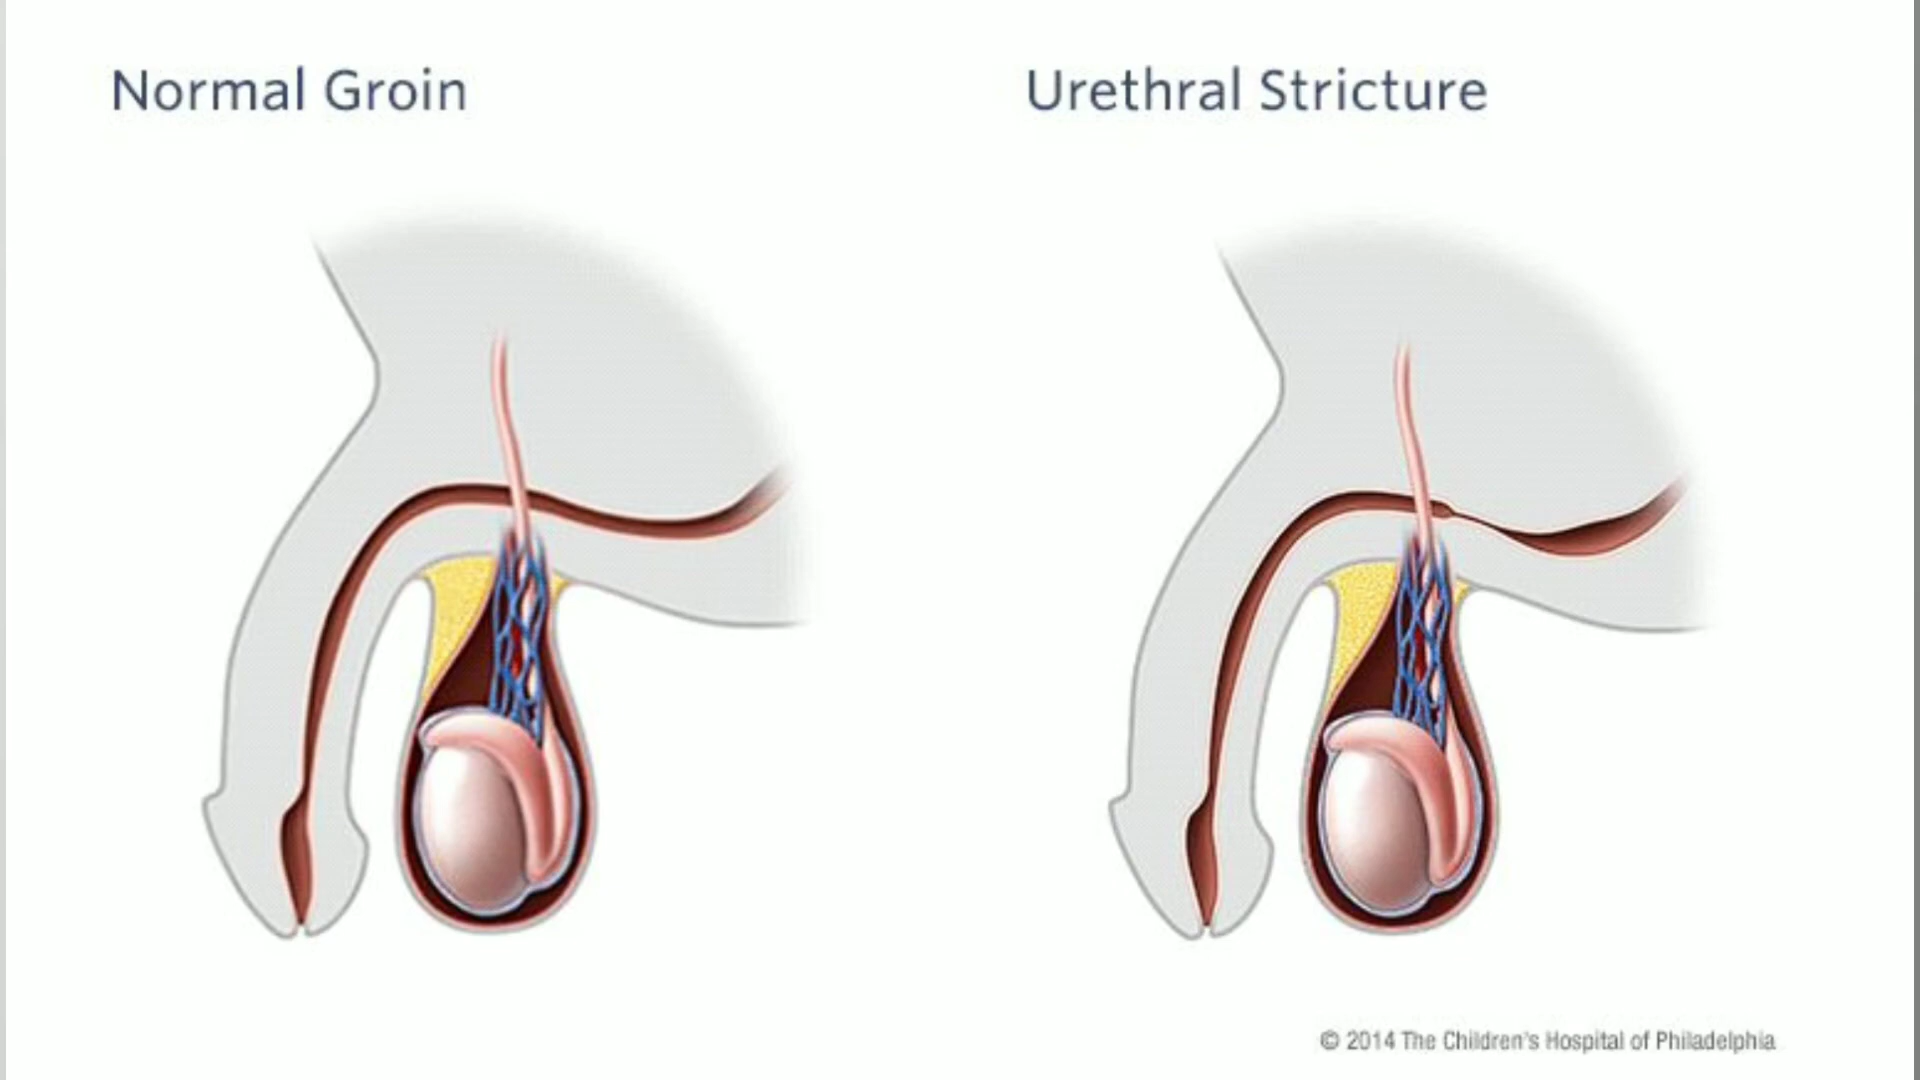 Normal Groin
Urethral Stricture
© 2014 The Children's Hospital of Philadelphia